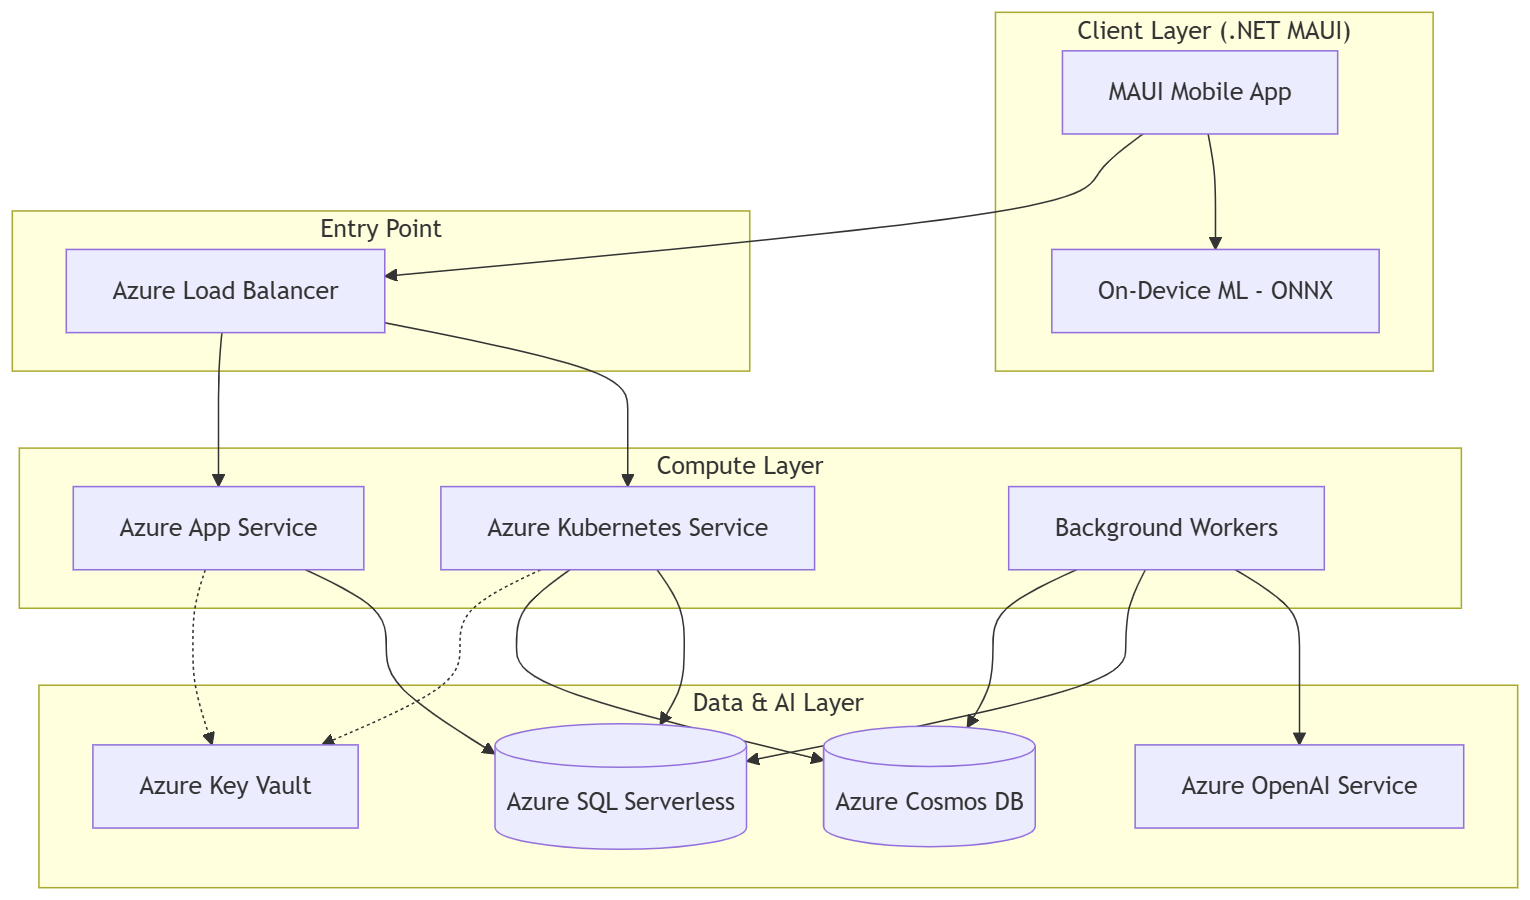 Client Layer (.NET MAUI)
MAUI Mobile App
Entry Point
Azure Load Balancer
On-Device ML - ONNX
Compute Layer
Azure App Service
Azure Kubernetes Service
Background Workers
Data & AI Layer
Azure Key Vault
Azure SQL Serverless
Azure Cosmos DB
Azure OpenAI Service